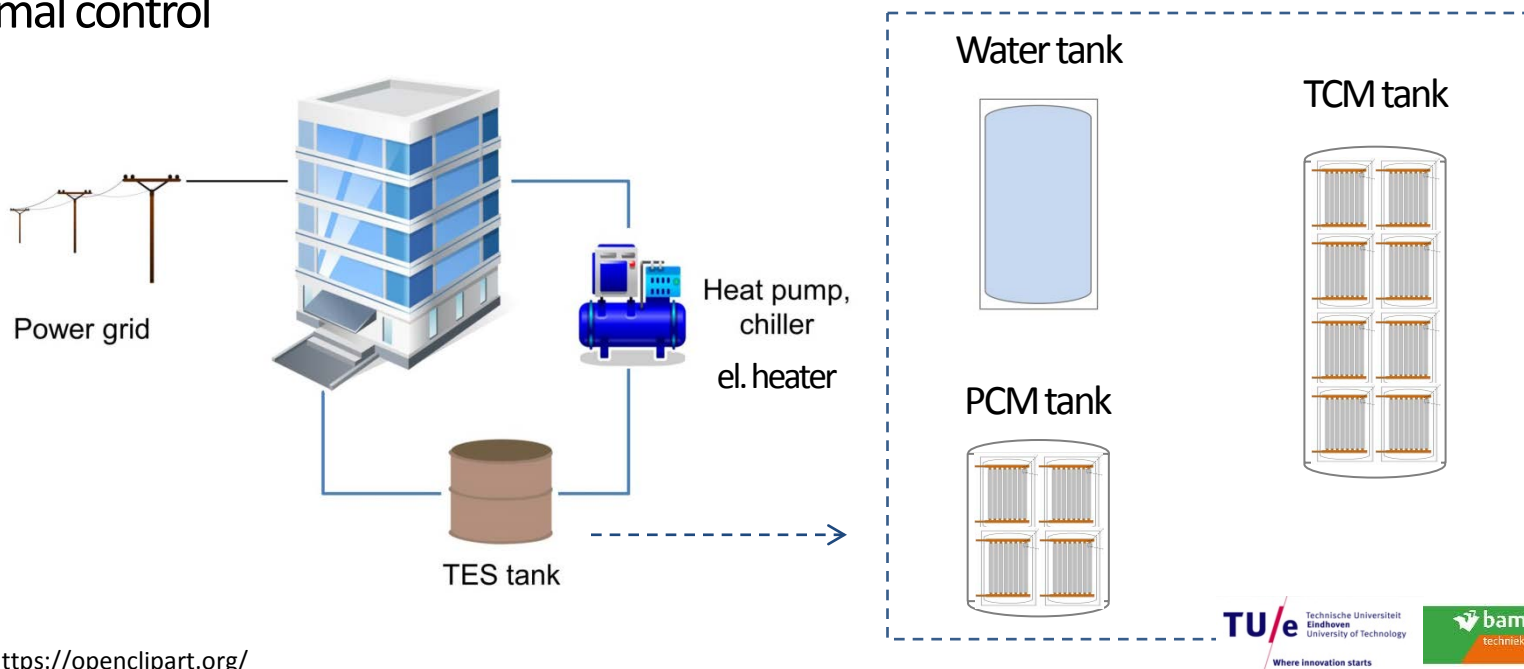 mal control
Water tank
TCM tank
Power grid
Heat pump,
chiller
el. heater
PCM tank
TES tank
TU/e Technische Universiteit
Eindhoven
University of Technology
Where innovation starts
bam
techniek
ttps://openclipart.org/